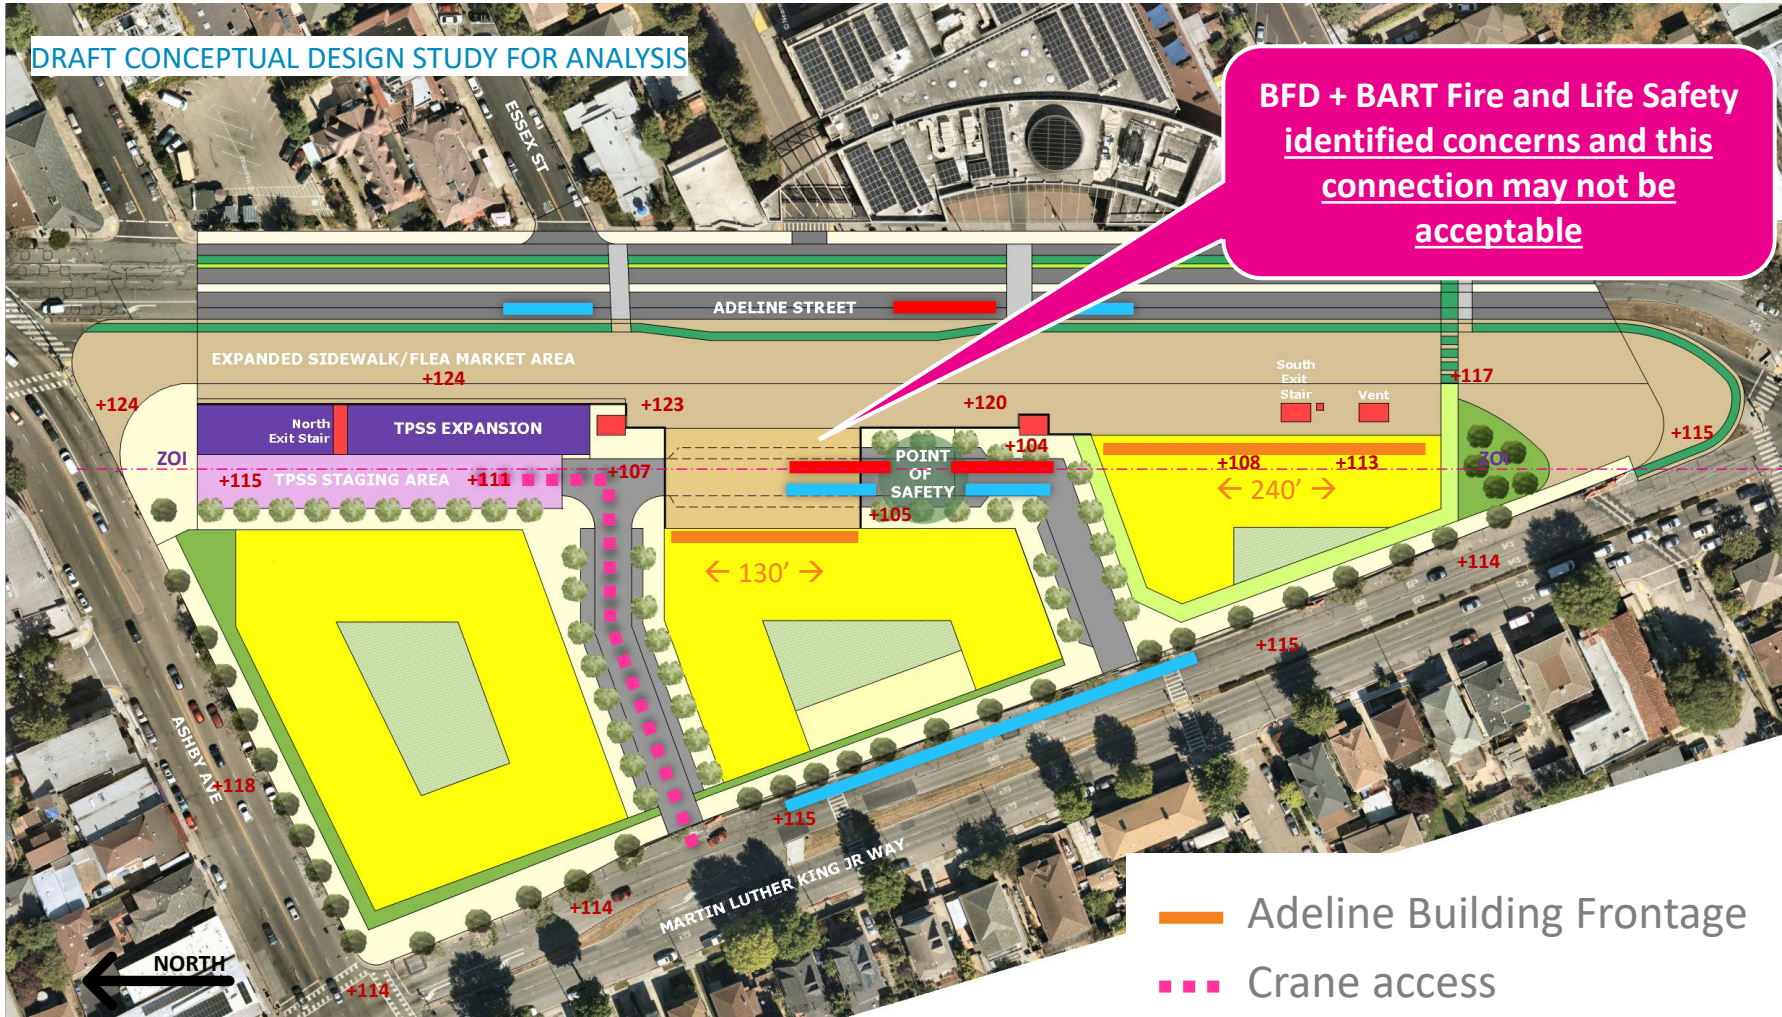 DRAFT CONCEPTUAL DESIGN STUDY FOR ANALYSIS
BFD + BART Fire and Life Safety
identified concerns and this
connection may not be
acceptable
ESSEX ST
ADELINE STREET
EXPANDED SIDEWALK/FLEA MARKET AREA
+124
+124
+123
+120
South
Exit
Stair
Vent
+117
+115
North
Exit Stair
TPSS EXPANSION
ZOI
+115
TPSS STAGING AREA
+111
+107
POINT
OF
SAFETY
+104
+105
+108
+113
ZOI
← 240’ →
← 130’ →
+114
+115
ASHBY AVE
+118
+115
MARTIN LUTHER KING JR WAY
+114
NORTH
+114
Adeline Building Frontage
Crane access